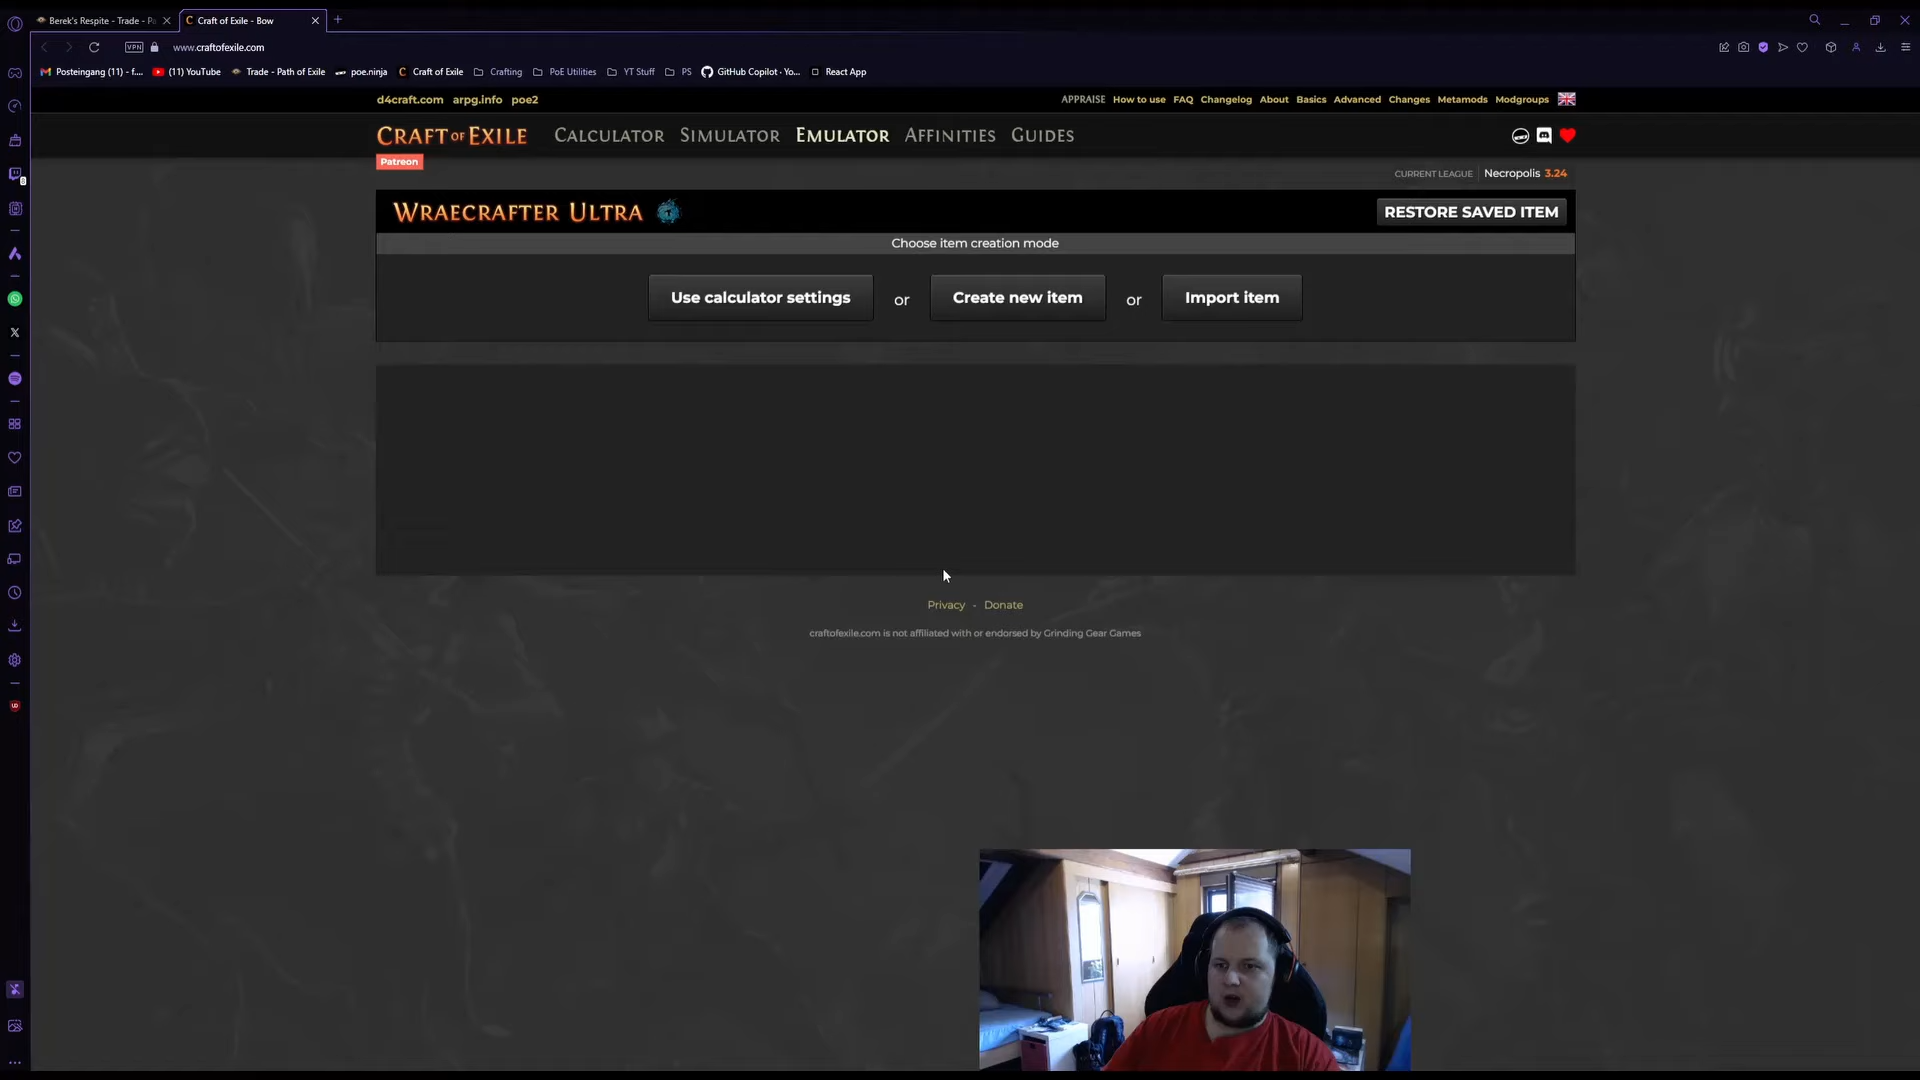 Berek's Respite - Trade - Pa
Craft of Exile - Bow
VPN
www.craftofexile.com
Posteingang (11) - f....
(11) YouTube
Trade - Path of Exile
poe.ninja
Craft of Exile
Crafting
PoE Utilities
YT Stuff
PS
GitHub Copilot · Yo...
React App
d4craft.com arpg.info poe2
APPRAISE How to use FAQ Changelog About Basics Advanced Changes Metamods Modgroups
CRAFT OF EXILE CALCULATOR SIMULATOR EMULATOR AFFINITIES GUIDES
Patreon
CURRENT LEAGUE Necropolis 3.24
WRAECRAFTER ULTRA
RESTORE SAVED ITEM
Choose item creation mode
Use calculator settings or Create new item or Import item
Privacy - Donate
craftofexile.com is not affiliated with or endorsed by Grinding Gear Games